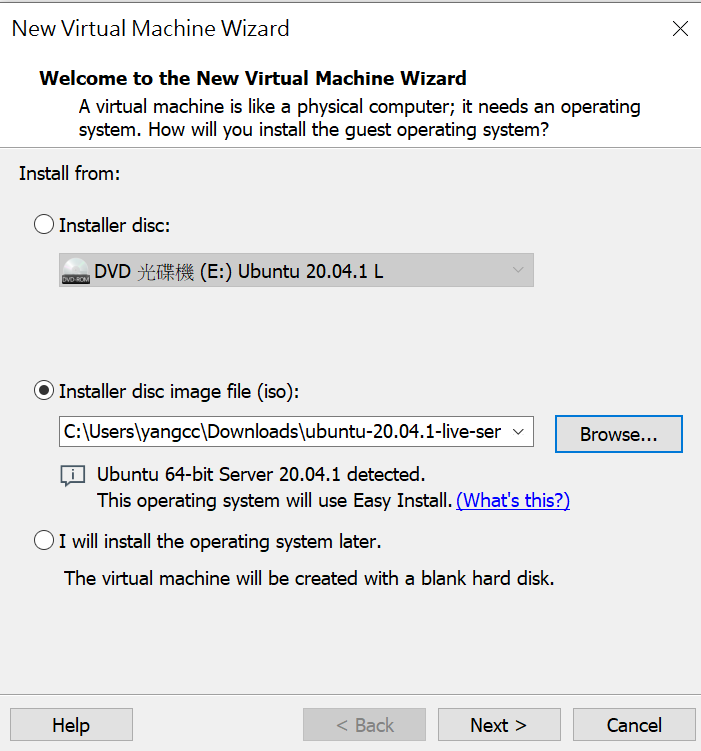 New Virtual Machine Wizard
Welcome to the New Virtual Machine Wizard
A virtual machine is like a physical computer; it needs an operating
system. How will you install the guest operating system?
Install from:
Installer disc:
DVD-ROM
DVD 光碟機 (E:) Ubuntu 20.04.1 L
Installer disc image file (iso):
C:\Users\yangcc\Downloads\ubuntu-20.04.1-live-ser
Browse...
Ubuntu 64-bit Server 20.04.1 detected.
This operating system will use Easy Install. (What's this?)
I will install the operating system later.
The virtual machine will be created with a blank hard disk.
Help
< Back
Next >
Cancel